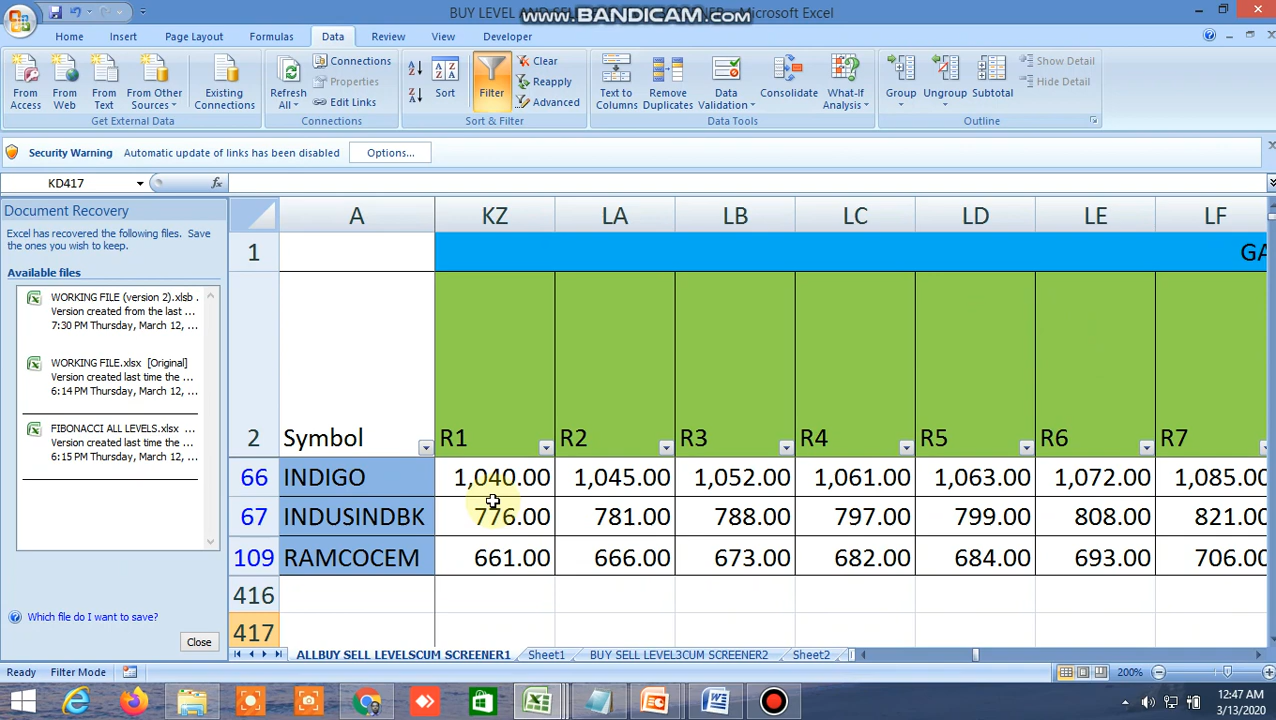 BUY LEVEL AND SE
www.BANDICAM.com
NER - Microsoft Excel
Home Insert Page Layout Formulas Data Review View Developer
From Access
From Web
From Text
From Other Sources
Existing Connections
Get External Data
Refresh All
Connections
Properties
Edit Links
Connections
Sort
Filter
Clear
Reapply
Advanced
Sort & Filter
Text to Columns
Remove Duplicates
Data Validation
Consolidate
What-If Analysis
Data Tools
Group
Ungroup
Subtotal
Show Detail
Hide Detail
Outline
Security Warning Automatic update of links has been disabled Options...
KD417 fx
Document Recovery
Excel has recovered the following files. Save
the ones you wish to keep.
Available files
WORKING FILE (version 2).xlsb .
Version created from the last ...
7:30 PM Thursday, March 12, ...
WORKING FILE.xlsx [Original]
Version created last time the ...
6:14 PM Thursday, March 12, ...
FIBONACCI ALL LEVELS.xlsx ...
Version created last time the ...
6:15 PM Thursday, March 12, ...
Which file do I want to save?
Close
A KZ LA LB LC LD LE LF
1 GA
2 Symbol R1 R2 R3 R4 R5 R6 R7
66 INDIGO 1,040.00 1,045.00 1,052.00 1,061.00 1,063.00 1,072.00 1,085.00
67 INDUSINDBK 776.00 781.00 788.00 797.00 799.00 808.00 821.00
109 RAMCOCEM 661.00 666.00 673.00 682.00 684.00 693.00 706.00
416
417
ALLBUY SELL LEVELSCUM SCREENER1 Sheet1 BUY SELL LEVEL3CUM SCREENER2 Sheet2
Ready Filter Mode 200%
12:47 AM
3/13/2020